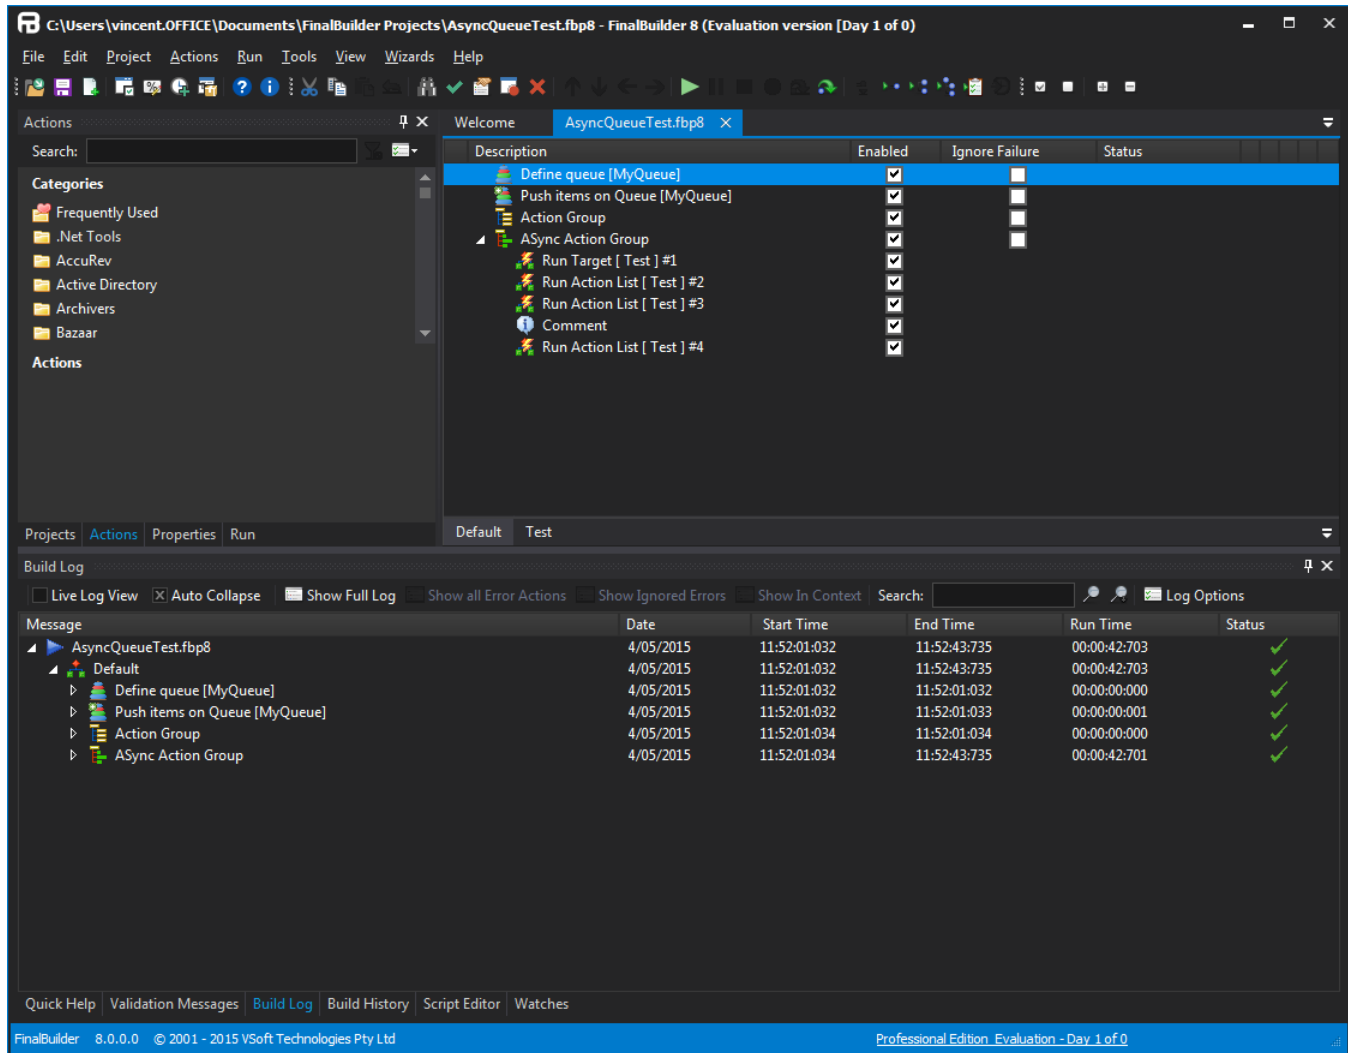 C:\Users\vincent.OFFICE\Documents\FinalBuilder Projects\AsyncQueueTest.fbp8 - FinalBuilder 8 (Evaluation version [Day 1 of 0)
File Edit Project Actions Run Tools View Wizards Help
Actions
Search:
Categories
Frequently Used
.Net Tools
AccuRev
Active Directory
Archivers
Bazaar
Actions
Projects Actions Properties Run
Welcome AsyncQueueTest.fbp8
Description Enabled Ignore Failure Status
Define queue [MyQueue]
Push items on Queue [MyQueue]
Action Group
ASync Action Group
Run Target [ Test ] #1
Run Action List [ Test ] #2
Run Action List [ Test ] #3
Comment
Run Action List [ Test ] #4
Default Test
Build Log
Live Log View Auto Collapse Show Full Log Show all Error Actions Show Ignored Errors Show In Context Search: Log Options
Message Date Start Time End Time Run Time Status
AsyncQueueTest.fbp8 4/05/2015 11:52:01:032 11:52:43:735 00:00:42:703
Default 4/05/2015 11:52:01:032 11:52:43:735 00:00:42:703
Define queue [MyQueue] 4/05/2015 11:52:01:032 11:52:01:032 00:00:00:000
Push items on Queue [MyQueue] 4/05/2015 11:52:01:032 11:52:01:033 00:00:00:001
Action Group 4/05/2015 11:52:01:034 11:52:01:034 00:00:00:000
ASync Action Group 4/05/2015 11:52:01:034 11:52:43:735 00:00:42:701
Quick Help Validation Messages Build Log Build History Script Editor Watches
FinalBuilder 8.0.0.0 © 2001 - 2015 VSoft Technologies Pty Ltd Professional Edition Evaluation - Day 1 of 0